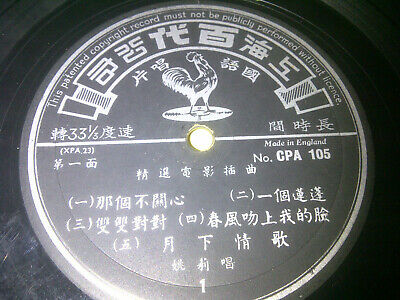 This patented copyright record must not be publicly performed without licence.
上海百代公司
國語唱片
長時間 速度33⅓轉
(XPA.23)
Made in England
第一面
No. CPA 105
精選電影插曲
(一)那個不關心 (二)一個蓮蓬
(三)雙雙對對 (四)春風吻上我的臉
(五)月下情歌
姚莉唱
1